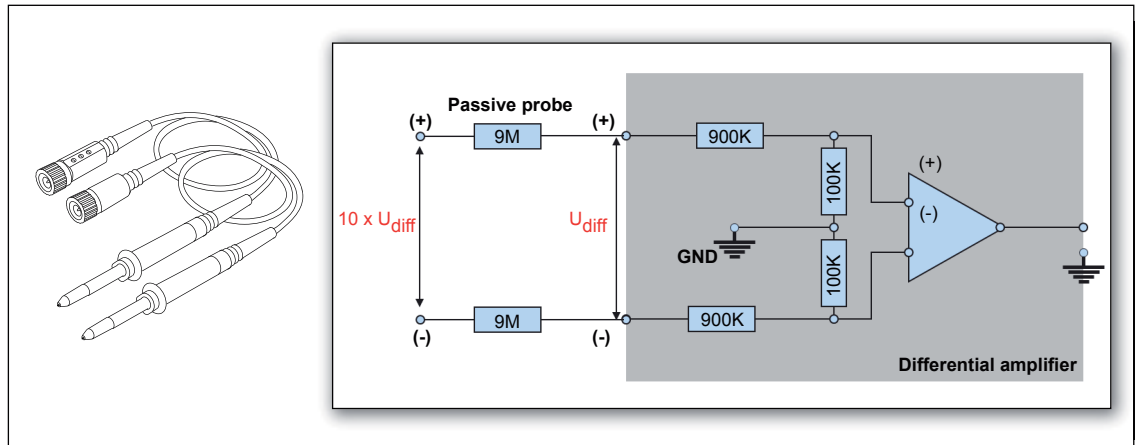 Passive probe
(+)
9M
(+)
900K
100K
(+)
(-)
10 x Udiff
Udiff
GND
100K
9M
(-)
(-)
900K
Differential amplifier